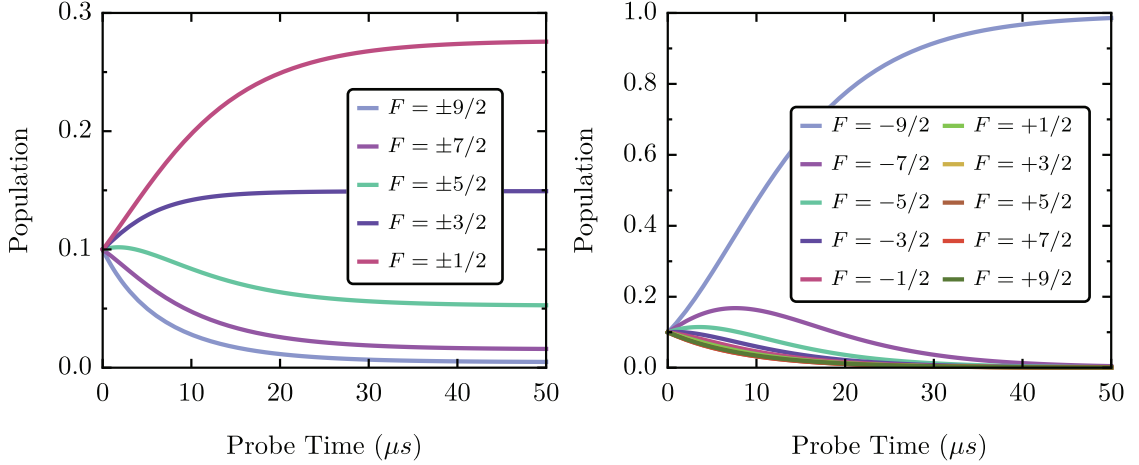 0.3
0.2
0.1
0.0
Population
0 10 20 30 40 50
Probe Time (μs)
F = ±9/2
F = ±7/2
F = ±5/2
F = ±3/2
F = ±1/2
1.0
0.8
0.6
0.4
0.2
0.0
Population
0 10 20 30 40 50
Probe Time (μs)
F = −9/2 F = +1/2
F = −7/2 F = +3/2
F = −5/2 F = +5/2
F = −3/2 F = +7/2
F = −1/2 F = +9/2